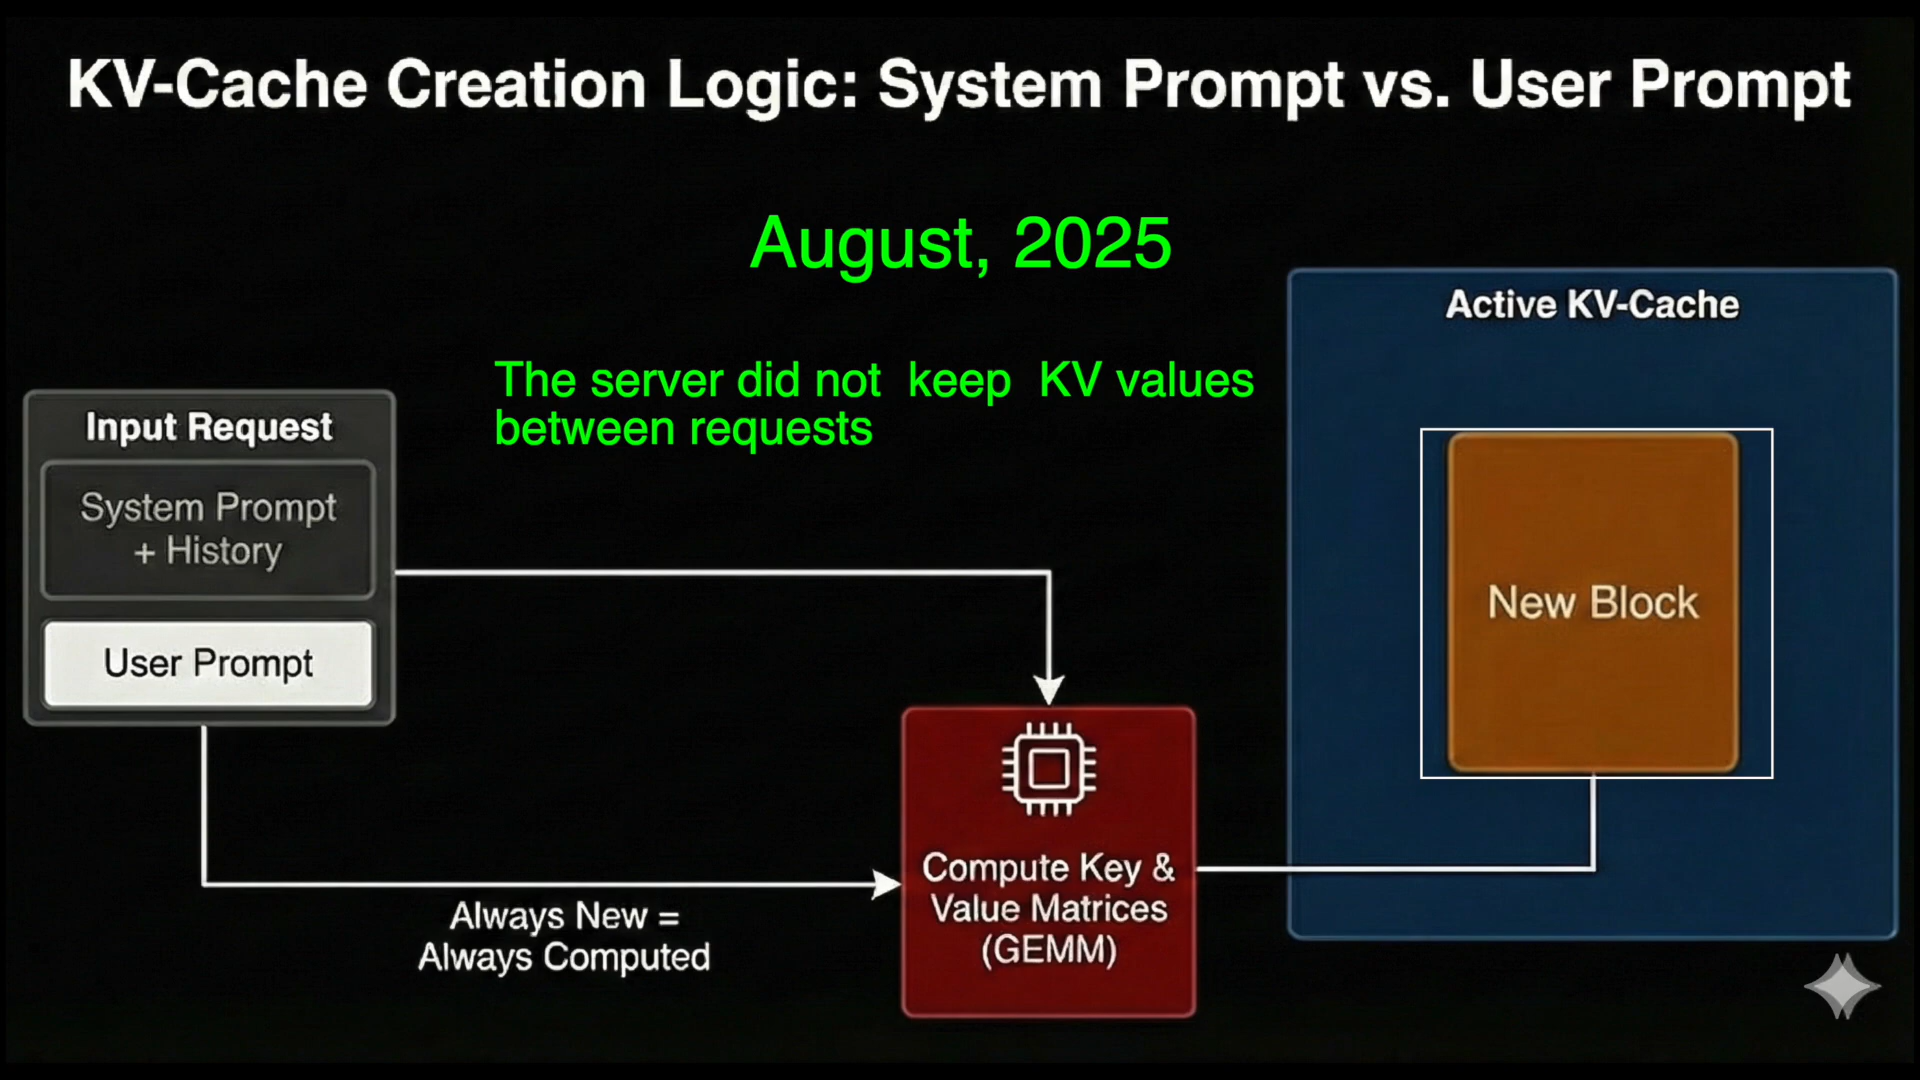 KV-Cache Creation Logic: System Prompt vs. User Prompt
August, 2025
The server did not keep KV values
between requests
Input Request
System Prompt
+ History
User Prompt
Always New =
Always Computed
Compute Key &
Value Matrices
(GEMM)
Active KV-Cache
New Block